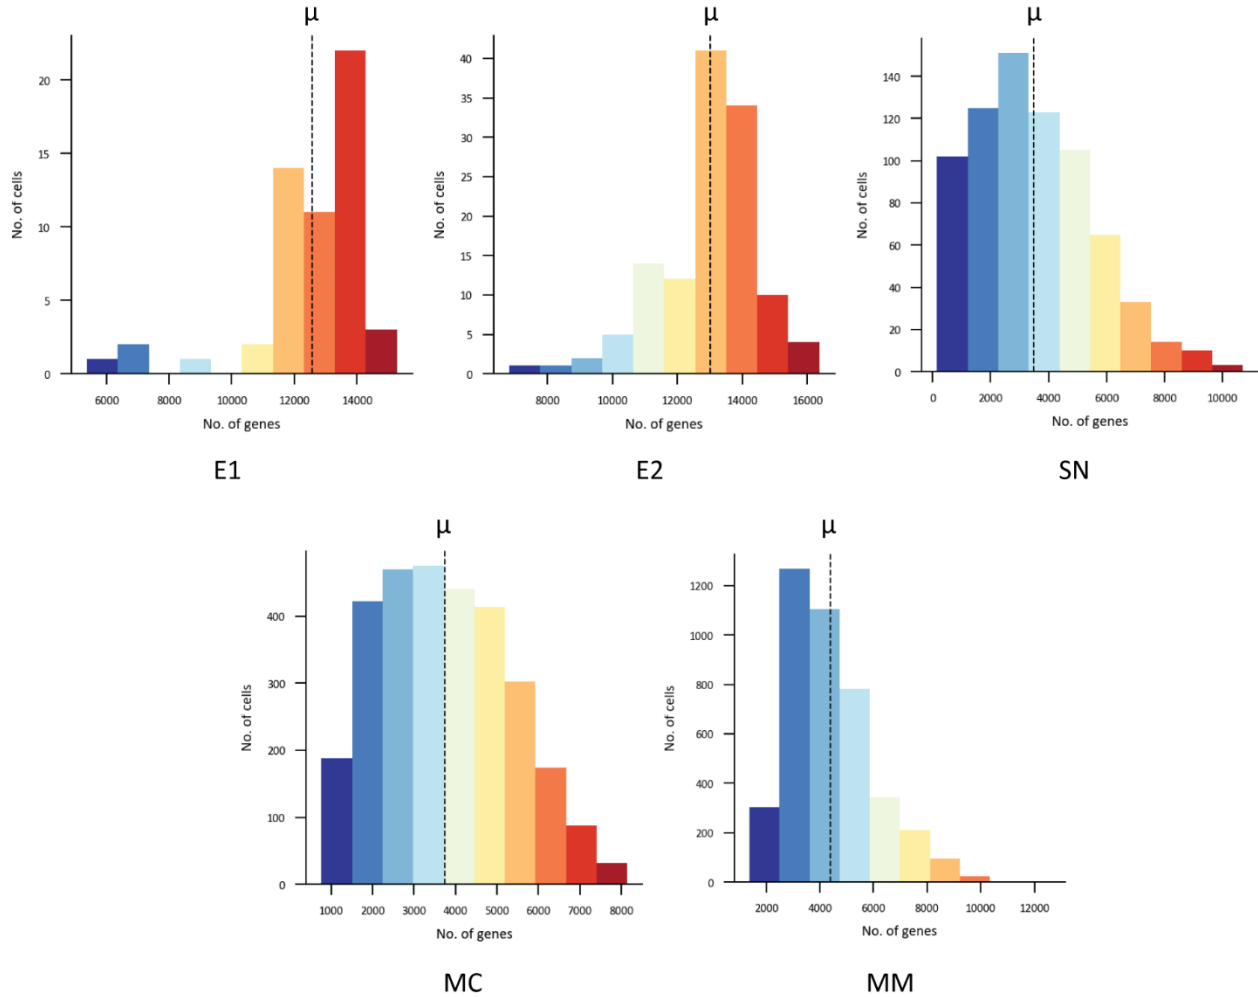 μ
20
15
10
5
0
No. of cells
6000 8000 10000 12000 14000
No. of genes
E1
μ
40
35
30
25
20
15
10
5
0
No. of cells
8000 10000 12000 14000 16000
No. of genes
E2
μ
140
120
100
80
60
40
20
0
No. of cells
0 2000 4000 6000 8000 10000
No. of genes
SN
μ
400
300
200
100
0
No. of cells
1000 2000 3000 4000 5000 6000 7000 8000
No. of genes
MC
μ
1200
1000
800
600
400
200
0
No. of cells
2000 4000 6000 8000 10000 12000
No. of genes
MM